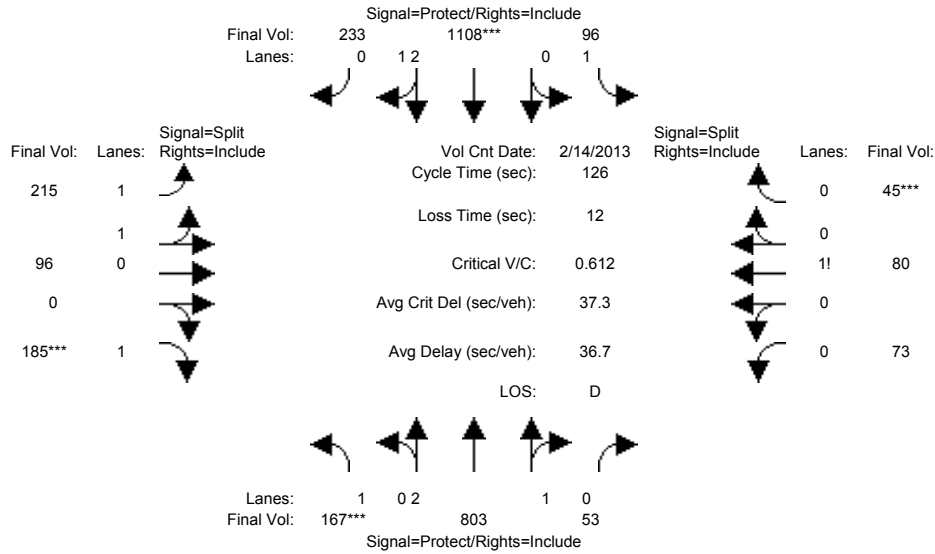 Signal=Protect/Rights=Include
Final Vol: 233 1108*** 96
Lanes: 0 1 2 0 1
Signal=Split
Final Vol: Lanes: Rights=Include
Vol Cnt Date: 2/14/2013
Signal=Split
Rights=Include Lanes: Final Vol:
Cycle Time (sec): 126
215 1
0 45***
Loss Time (sec): 12
1
0
96 0
Critical V/C: 0.612
1! 80
0
Avg Crit Del (sec/veh): 37.3
0
185*** 1
Avg Delay (sec/veh): 36.7
0 73
LOS: D
Lanes: 1 0 2 1 0
Final Vol: 167*** 803 53
Signal=Protect/Rights=Include